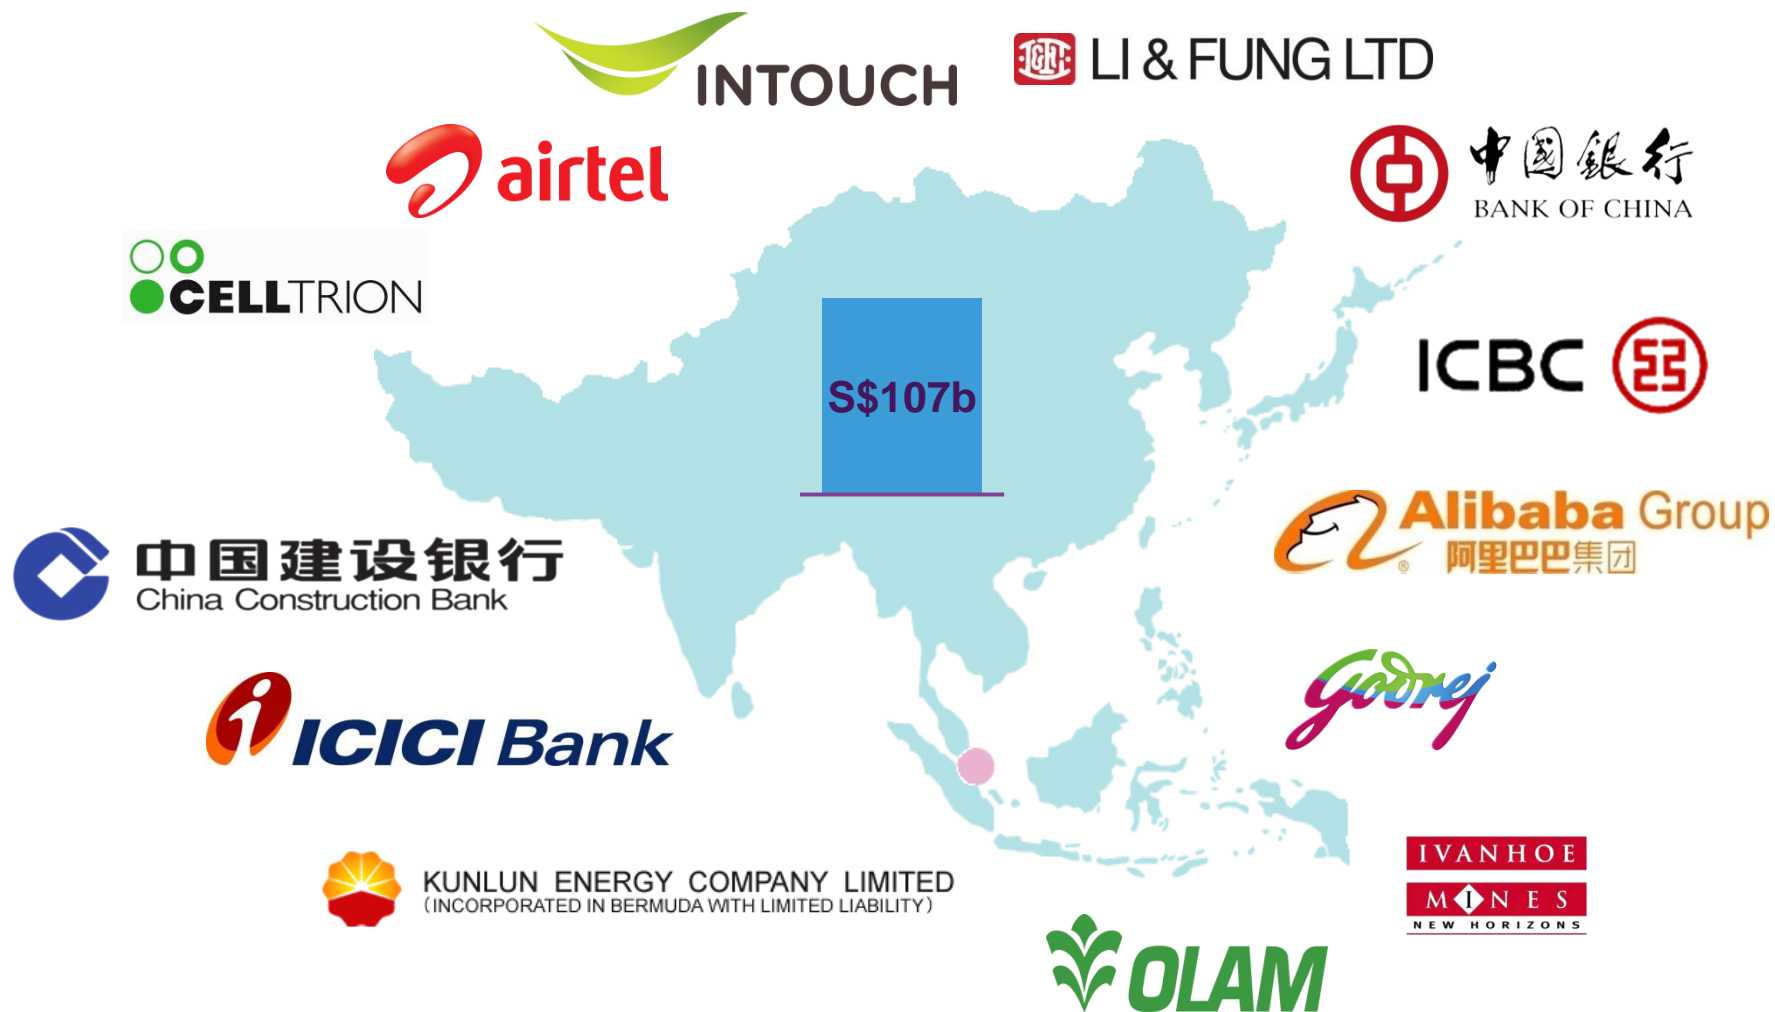 INTOUCH
LI & FUNG LTD
airtel
中國銀行
BANK OF CHINA
CELLTRION
ICBC
S$107b
Alibaba Group
阿里巴巴集团
®
中国建设银行
China Construction Bank
godrej
ICICI Bank
IVANHOE
MINES
NEW HORIZONS
KUNLUN ENERGY COMPANY LIMITED
(INCORPORATED IN BERMUDA WITH LIMITED LIABILITY)
OLAM